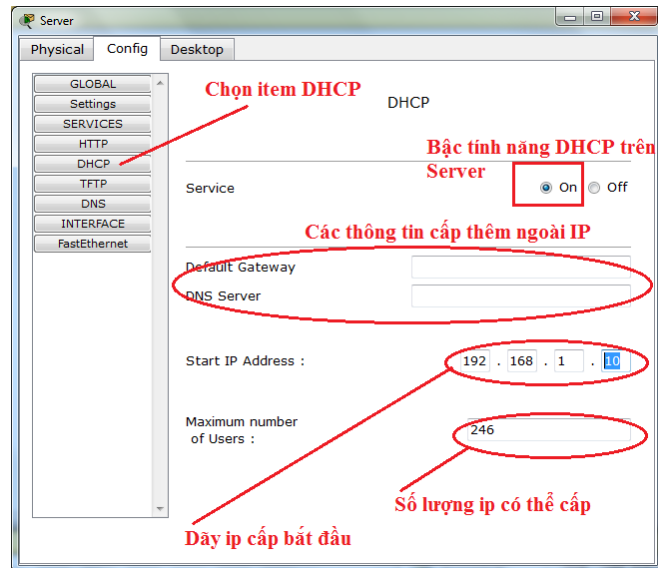 Server
Physical Config Desktop
GLOBAL
Settings
SERVICES
HTTP
DHCP
TFTP
DNS
INTERFACE
FastEthernet
Chọn item DHCP
DHCP
Bậc tính năng DHCP trên
Server
Service On Off
Các thông tin cấp thêm ngoài IP
Default Gateway
DNS Server
Start IP Address : 192 . 168 . 1 . 10
Maximum number
of Users : 246
Số lượng ip có thể cấp
Dãy ip cấp bắt đầu